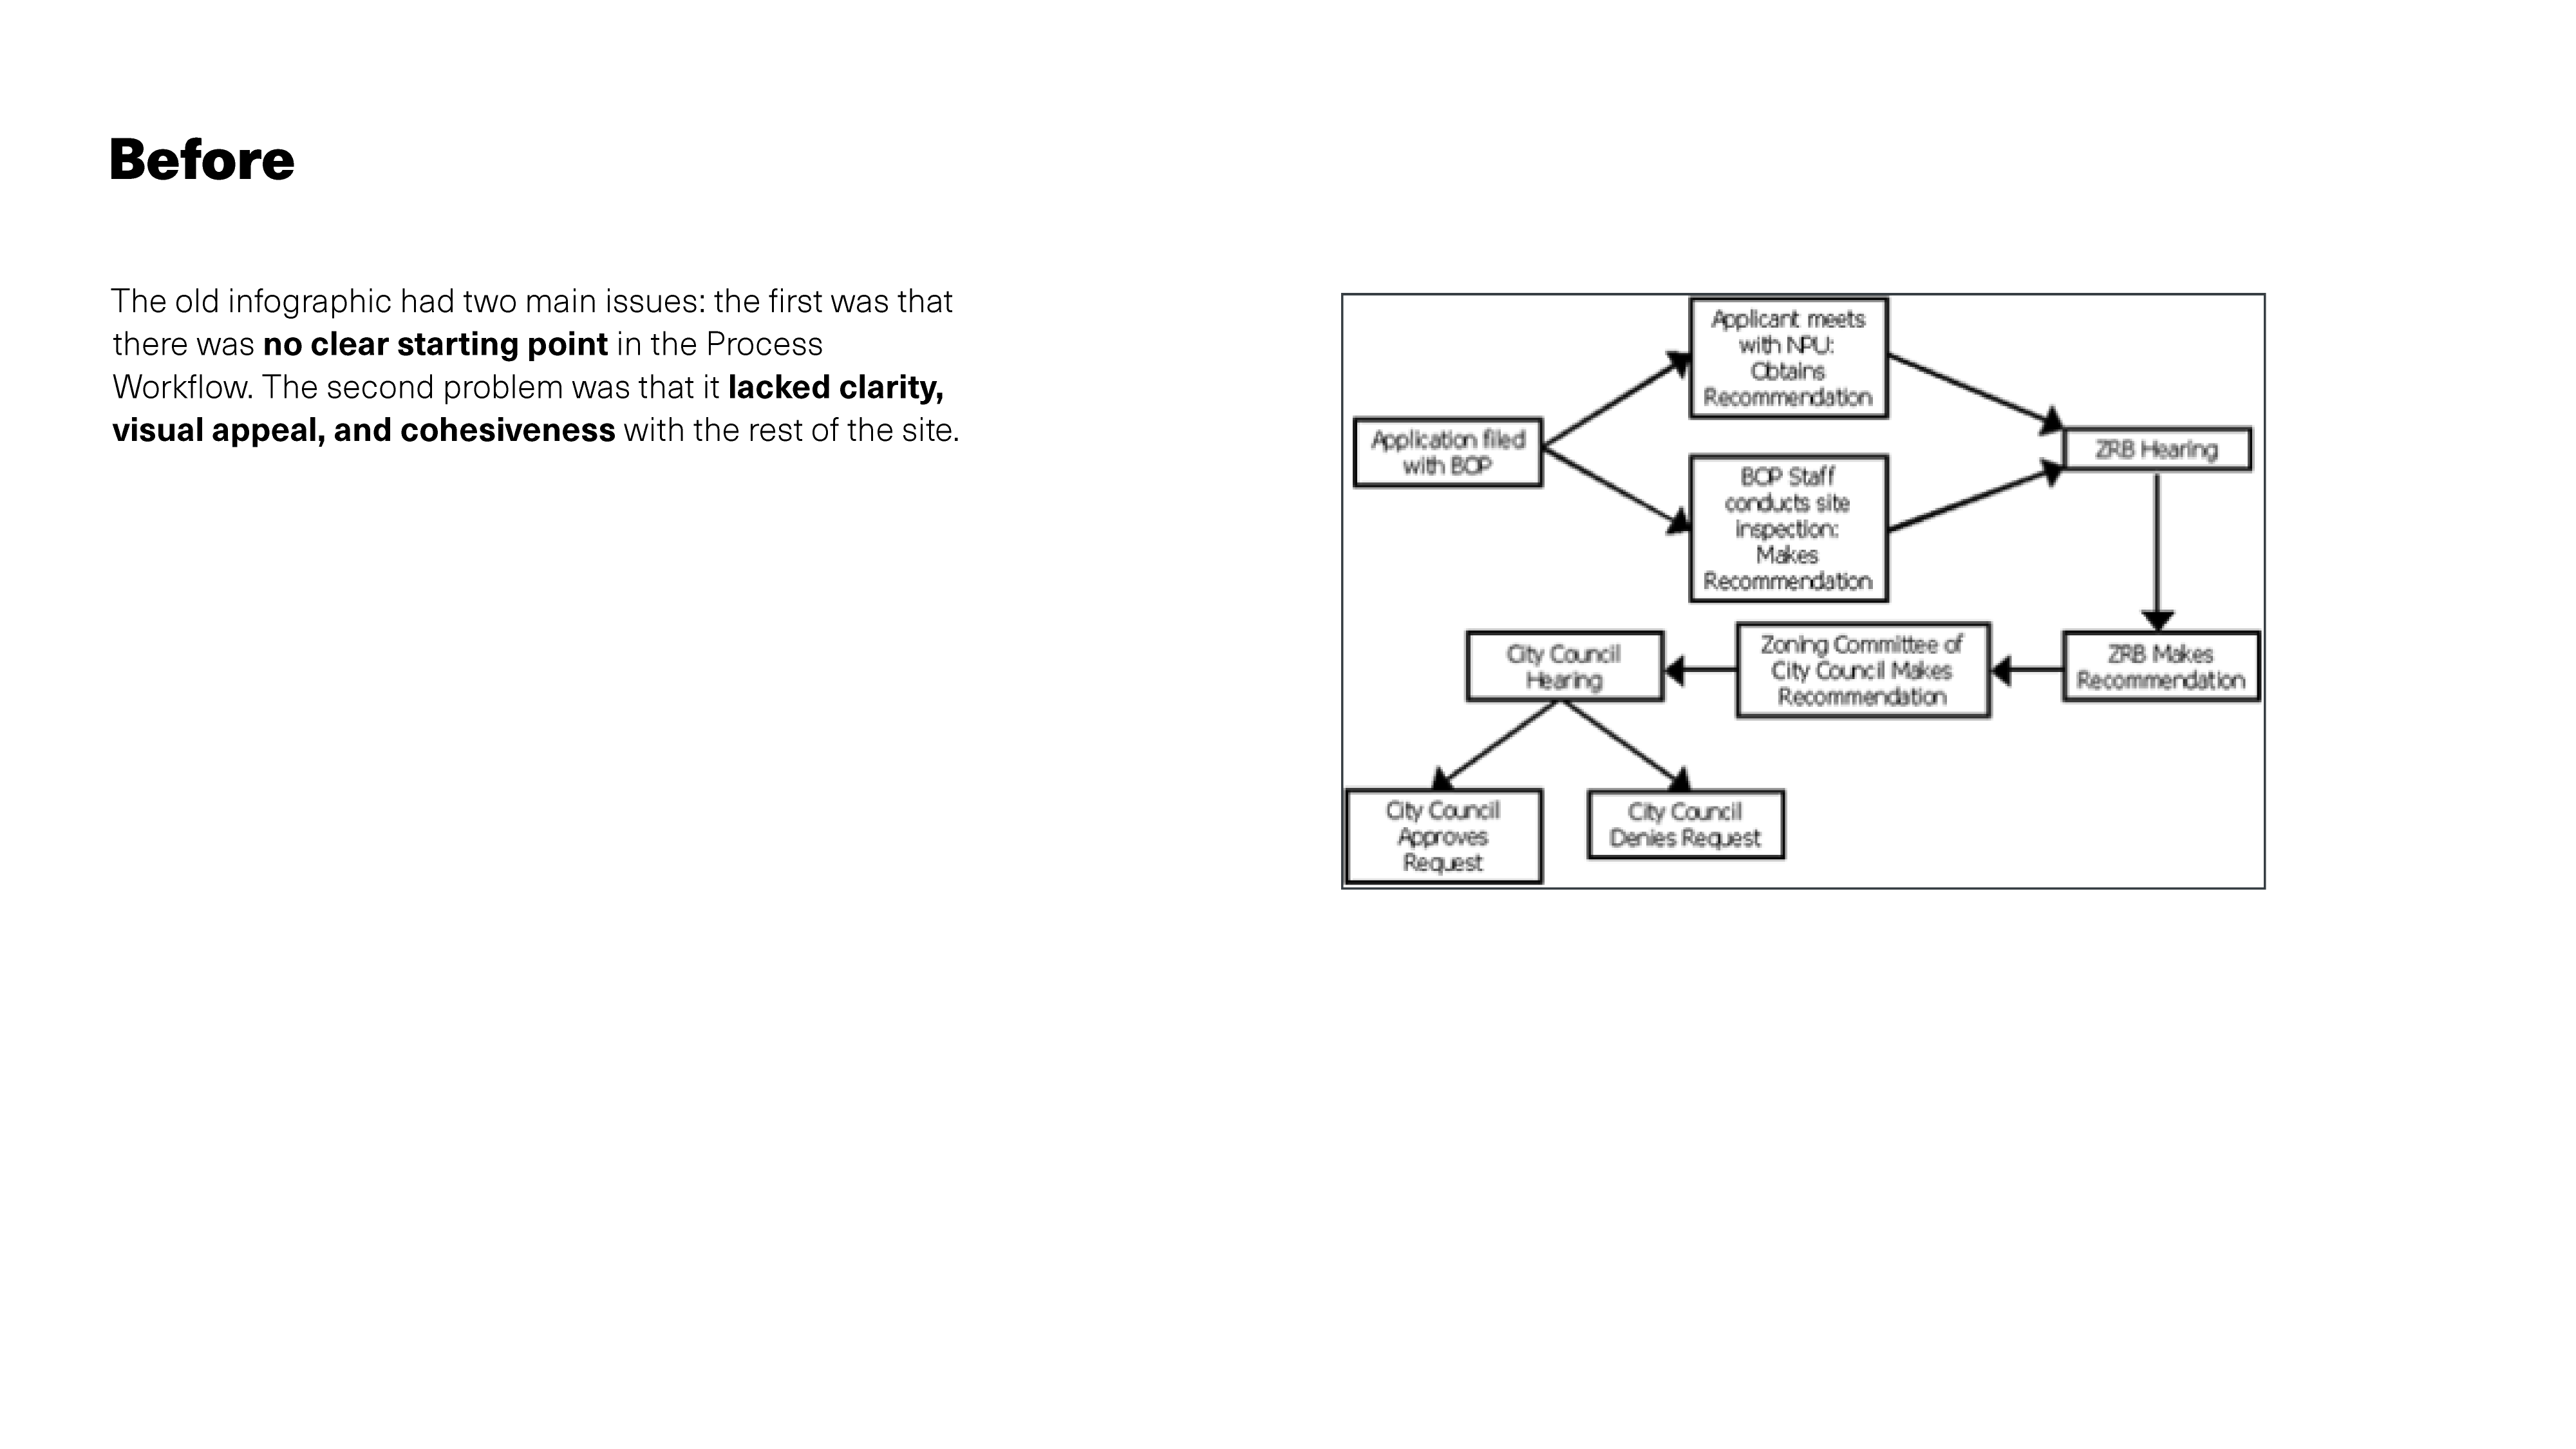 Before
The old infographic had two main issues: the first was that
there was no clear starting point in the Process
Workflow. The second problem was that it lacked clarity,
visual appeal, and cohesiveness with the rest of the site.
Applicant meets
with NPU:
Obtains
Recommendation
Application filed
with BOP
ZRB Hearing
BOP Staff
conducts site
inspection:
Makes
Recommendation
City Council
Hearing
Zoning Committee of
City Council Makes
Recommendation
ZRB Makes
Recommendation
City Council
Approves
Request
City Council
Denies Request